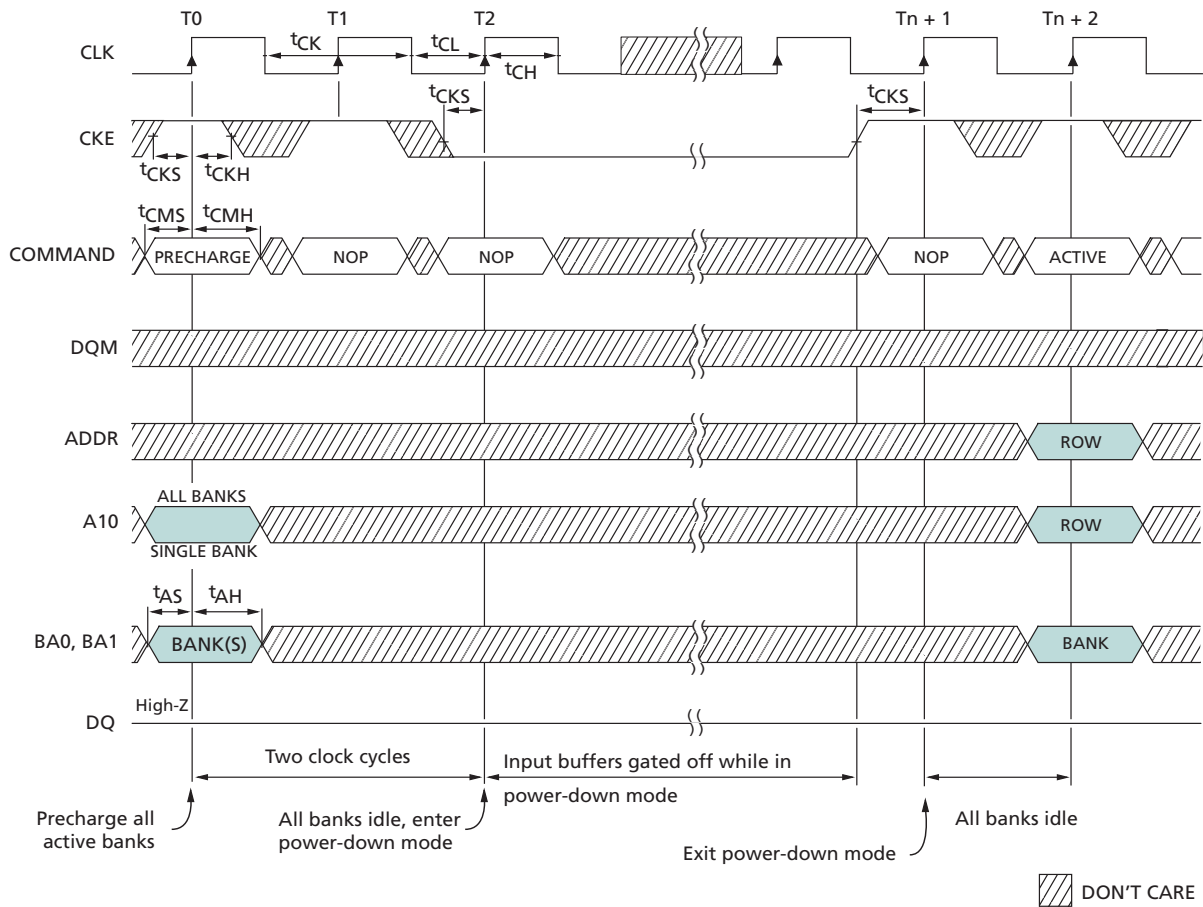 T0 T1 T2 Tn + 1 Tn + 2
CLK
tCK tCL
tCH
tCKS tCKS
CKE
tCKS tCKH
tCMS tCMH
COMMAND PRECHARGE NOP NOP NOP ACTIVE
DQM
ADDR ROW
ALL BANKS
A10 ROW
SINGLE BANK
tAS tAH
BA0, BA1 BANK(S) BANK
High-Z
DQ
Two clock cycles
Input buffers gated off while in
power-down mode
Precharge all
active banks
All banks idle, enter
power-down mode
Exit power-down mode
All banks idle
DON'T CARE